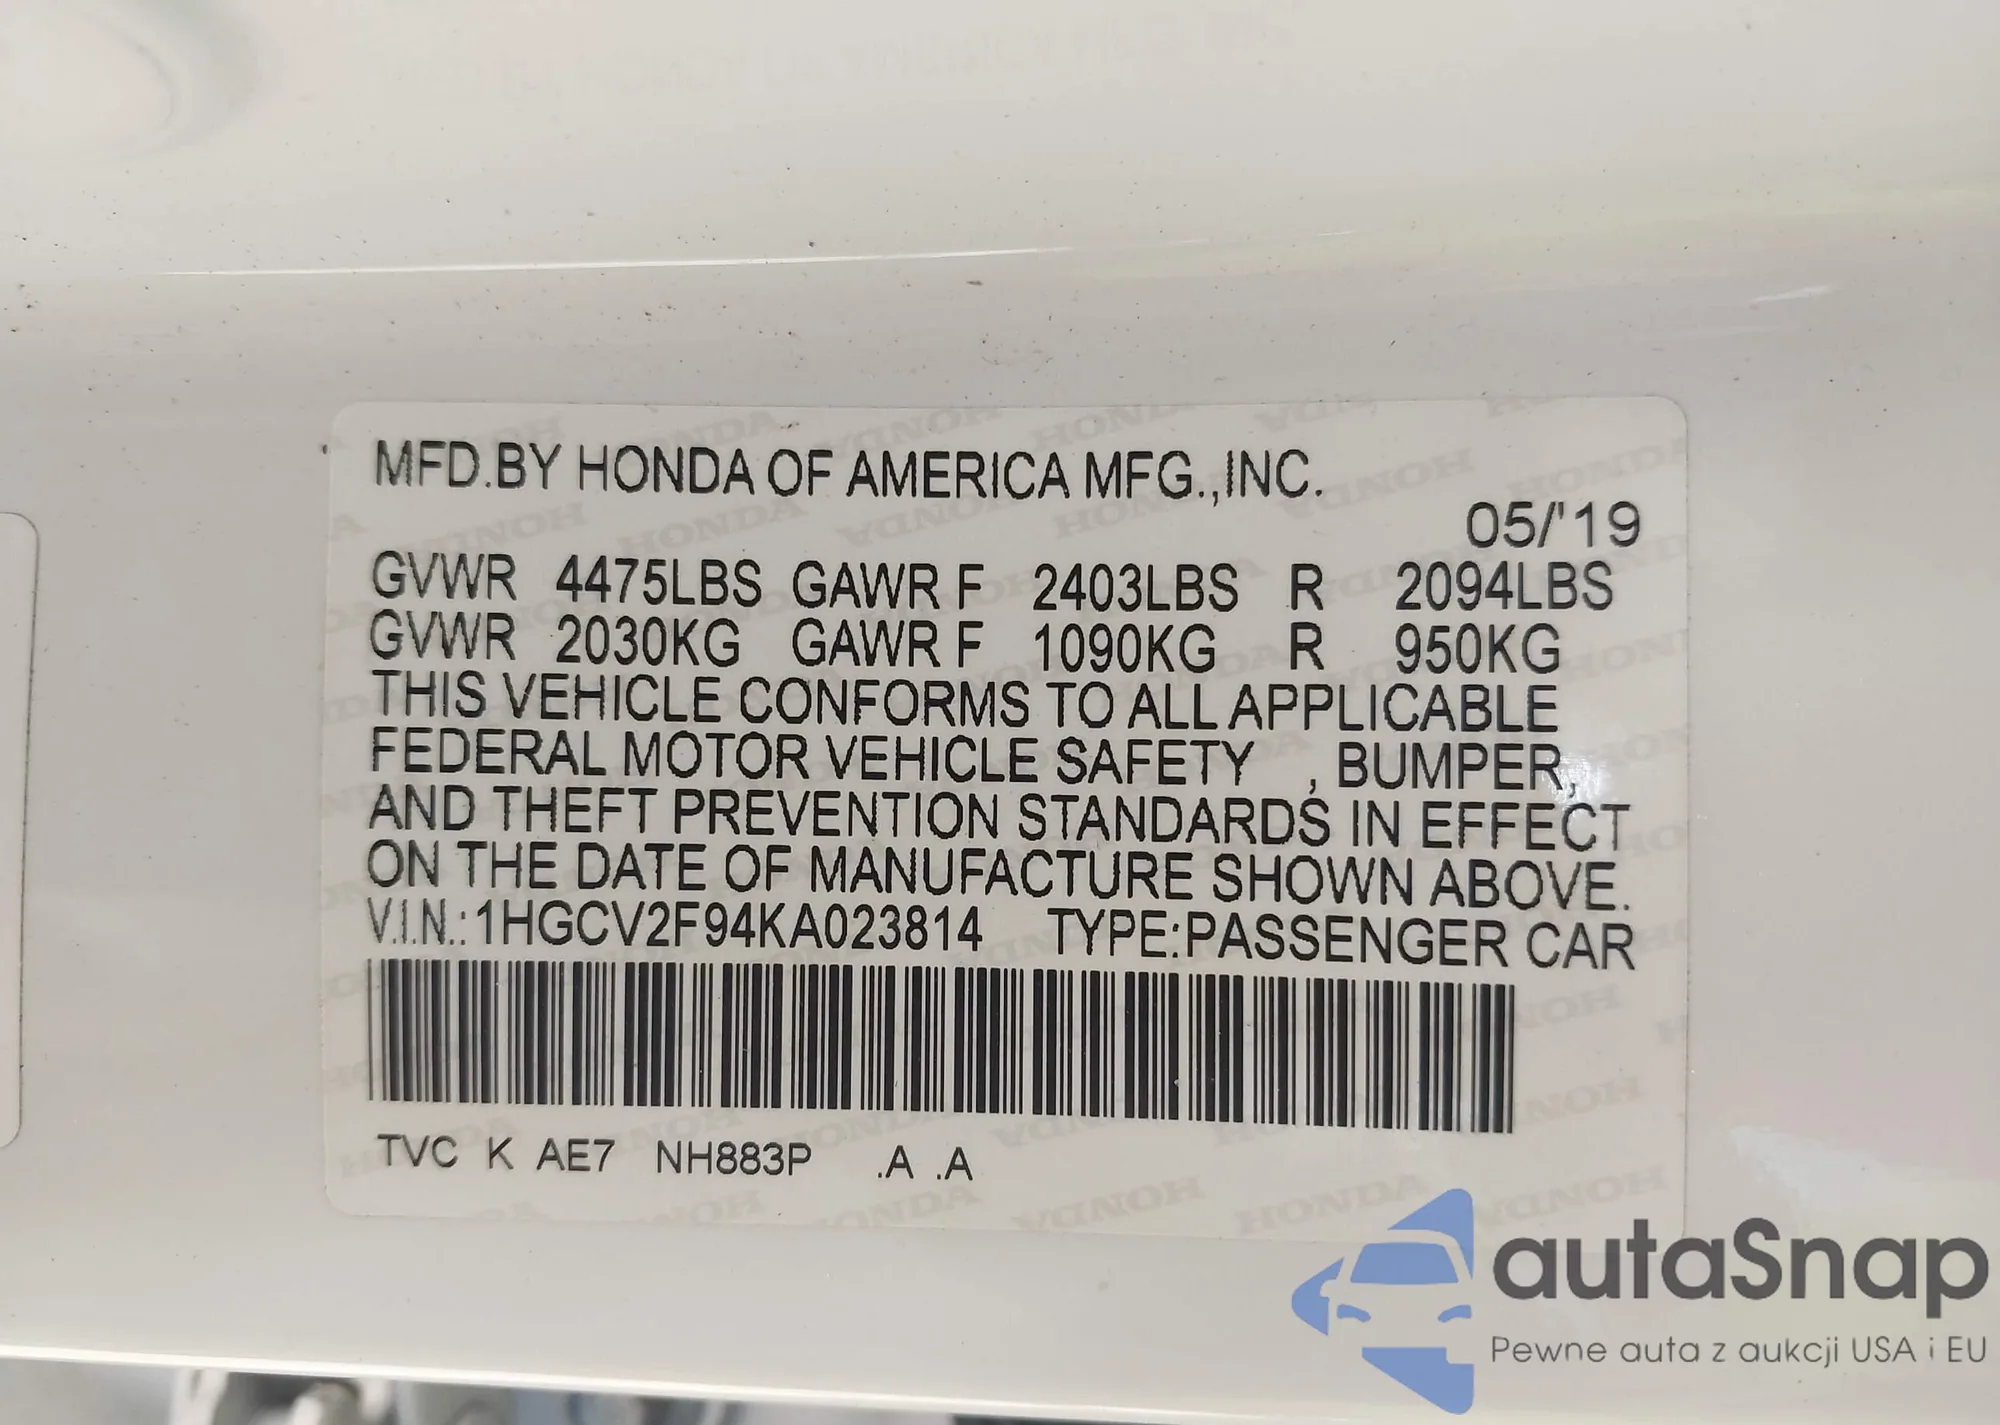 MFD.BY HONDA OF AMERICA MFG.,INC.
05/'19
GVWR 4475LBS GAWR F 2403LBS R 2094LBS
GVWR 2030KG GAWR F 1090KG R 950KG
THIS VEHICLE CONFORMS TO ALL APPLICABLE
FEDERAL MOTOR VEHICLE SAFETY , BUMPER,
AND THEFT PREVENTION STANDARDS IN EFFECT
ON THE DATE OF MANUFACTURE SHOWN ABOVE.
V.I.N.:1HGCV2F94KA023814 TYPE:PASSENGER CAR
TVC K AE7 NH883P .A .A
autaSnap
Pewne auta z aukcji USA i EU